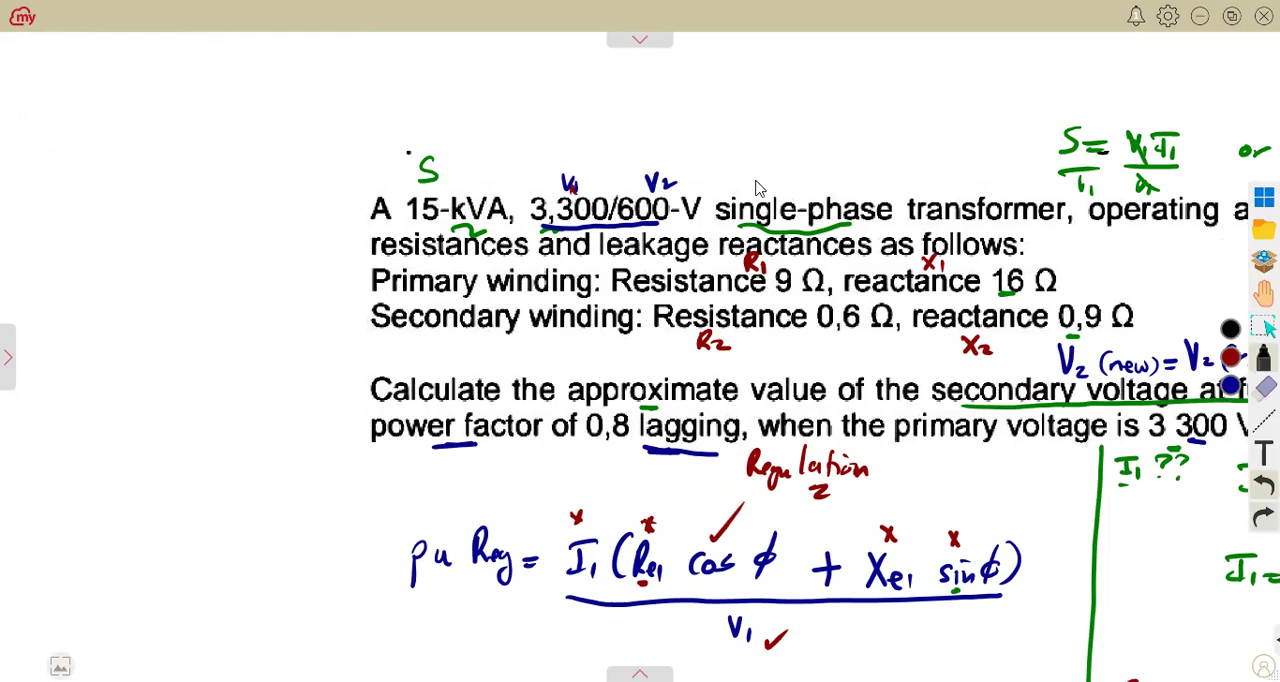 my
S = V1 I1 or
S
V1 V2
A 15-kVA, 3,300/600-V single-phase transformer, operating a
resistances and leakage reactances as follows:
R1 X1
Primary winding: Resistance 9 Ω, reactance 16 Ω
Secondary winding: Resistance 0,6 Ω, reactance 0,9 Ω
R2 X2
V2 (new) = V2
Calculate the approximate value of the secondary voltage at f
power factor of 0,8 lagging, when the primary voltage is 3 300 V
Regulation
I1 ??
pu Reg = I1 (Re1 cos ϕ + Xe1 sinϕ)
I1 =
V1
T